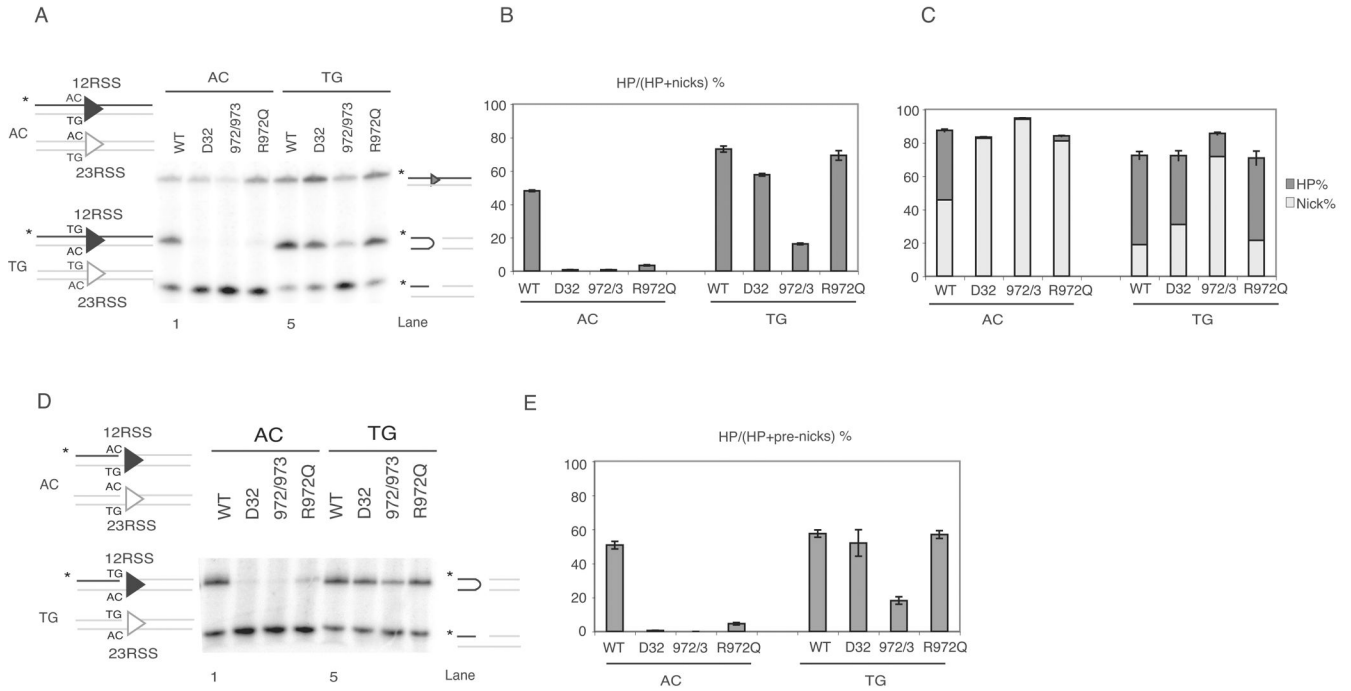 A
12RSS
*
AC
TG
AC
AC
TG
23RSS
12RSS
*
TG
AC
TG
TG
AC
23RSS
AC
TG
WT
D32
972/973
R972Q
WT
D32
972/973
R972Q
*
*
*
1
5
Lane
B
HP/(HP+nicks) %
100
80
60
40
20
0
WT
D32
972/3
R972Q
WT
D32
972/3
R972Q
AC
TG
C
100
80
60
40
20
0
WT
D32
972/3
R972Q
WT
D32
972/3
R972Q
AC
TG
HP%
Nick%
D
12RSS
*
AC
TG
AC
AC
TG
23RSS
12RSS
*
TG
AC
TG
TG
AC
23RSS
AC
TG
WT
D32
972/973
R972Q
WT
D32
972/973
R972Q
*
*
1
5
Lane
E
HP/(HP+pre-nicks) %
100
80
60
40
20
0
WT
D32
972/3
R972Q
WT
D32
972/3
R972Q
AC
TG